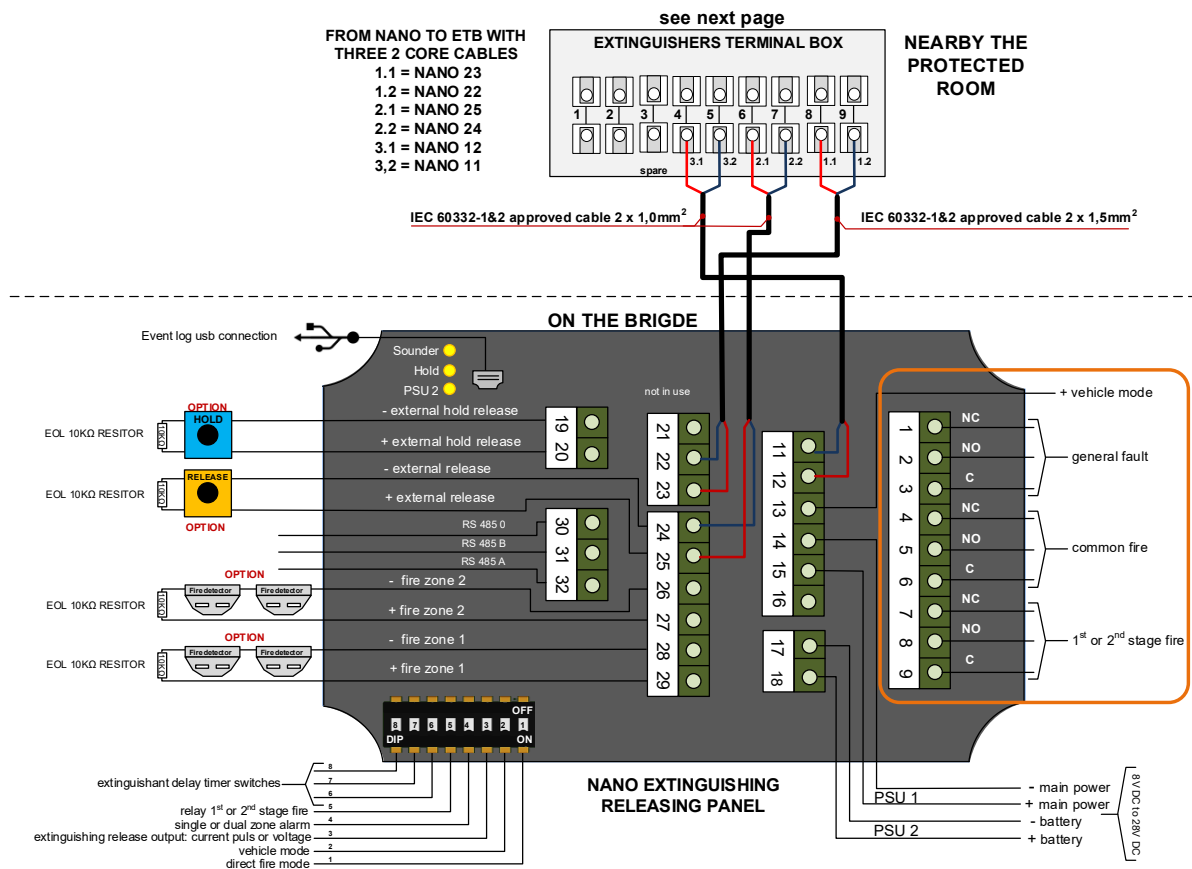 see next page
FROM NANO TO ETB WITH
THREE 2 CORE CABLES
1.1 = NANO 23
1.2 = NANO 22
2.1 = NANO 25
2.2 = NANO 24
3.1 = NANO 12
3,2 = NANO 11
EXTINGUISHERS TERMINAL BOX
1 2 3 4 5 6 7 8 9
3.1 3.2 2.1 2.2 1.1 1.2
spare
NEARBY THE
PROTECTED
ROOM
IEC 60332-1&2 approved cable 2 x 1,0mm²
IEC 60332-1&2 approved cable 2 x 1,5mm²
ON THE BRIGDE
Event log usb connection
Sounder
Hold
PSU 2
not in use
OPTION
HOLD
EOL 10KΩ RESITOR
10KΩ
- external hold release
+ external hold release
19
20
RELEASE
OPTION
EOL 10KΩ RESITOR
10KΩ
- external release
+ external release
RS 485 0
RS 485 B
RS 485 A
30
31
32
OPTION
Fire detector
Fire detector
EOL 10KΩ RESITOR
10KΩ
- fire zone 2
+ fire zone 2
OPTION
Fire detector
Fire detector
EOL 10KΩ RESITOR
10KΩ
- fire zone 1
+ fire zone 1
21
22
23
24
25
26
27
28
29
11
12
13
14
15
16
17
18
1
2
3
4
5
6
7
8
9
NC
NO
C
NC
NO
C
NC
NO
C
+ vehicle mode
general fault
common fire
1st or 2nd stage fire
OFF
8 7 6 5 4 3 2 1
DIP
ON
8
extinguishant delay timer switches
7
6
relay 1st or 2nd stage fire 5
single or dual zone alarm 4
extinguishing release output: current puls or voltage 3
vehicle mode 2
direct fire mode 1
NANO EXTINGUISHING
RELEASING PANEL
PSU 1
PSU 2
- main power
+ main power
- battery
+ battery
8V DC to 28V DC